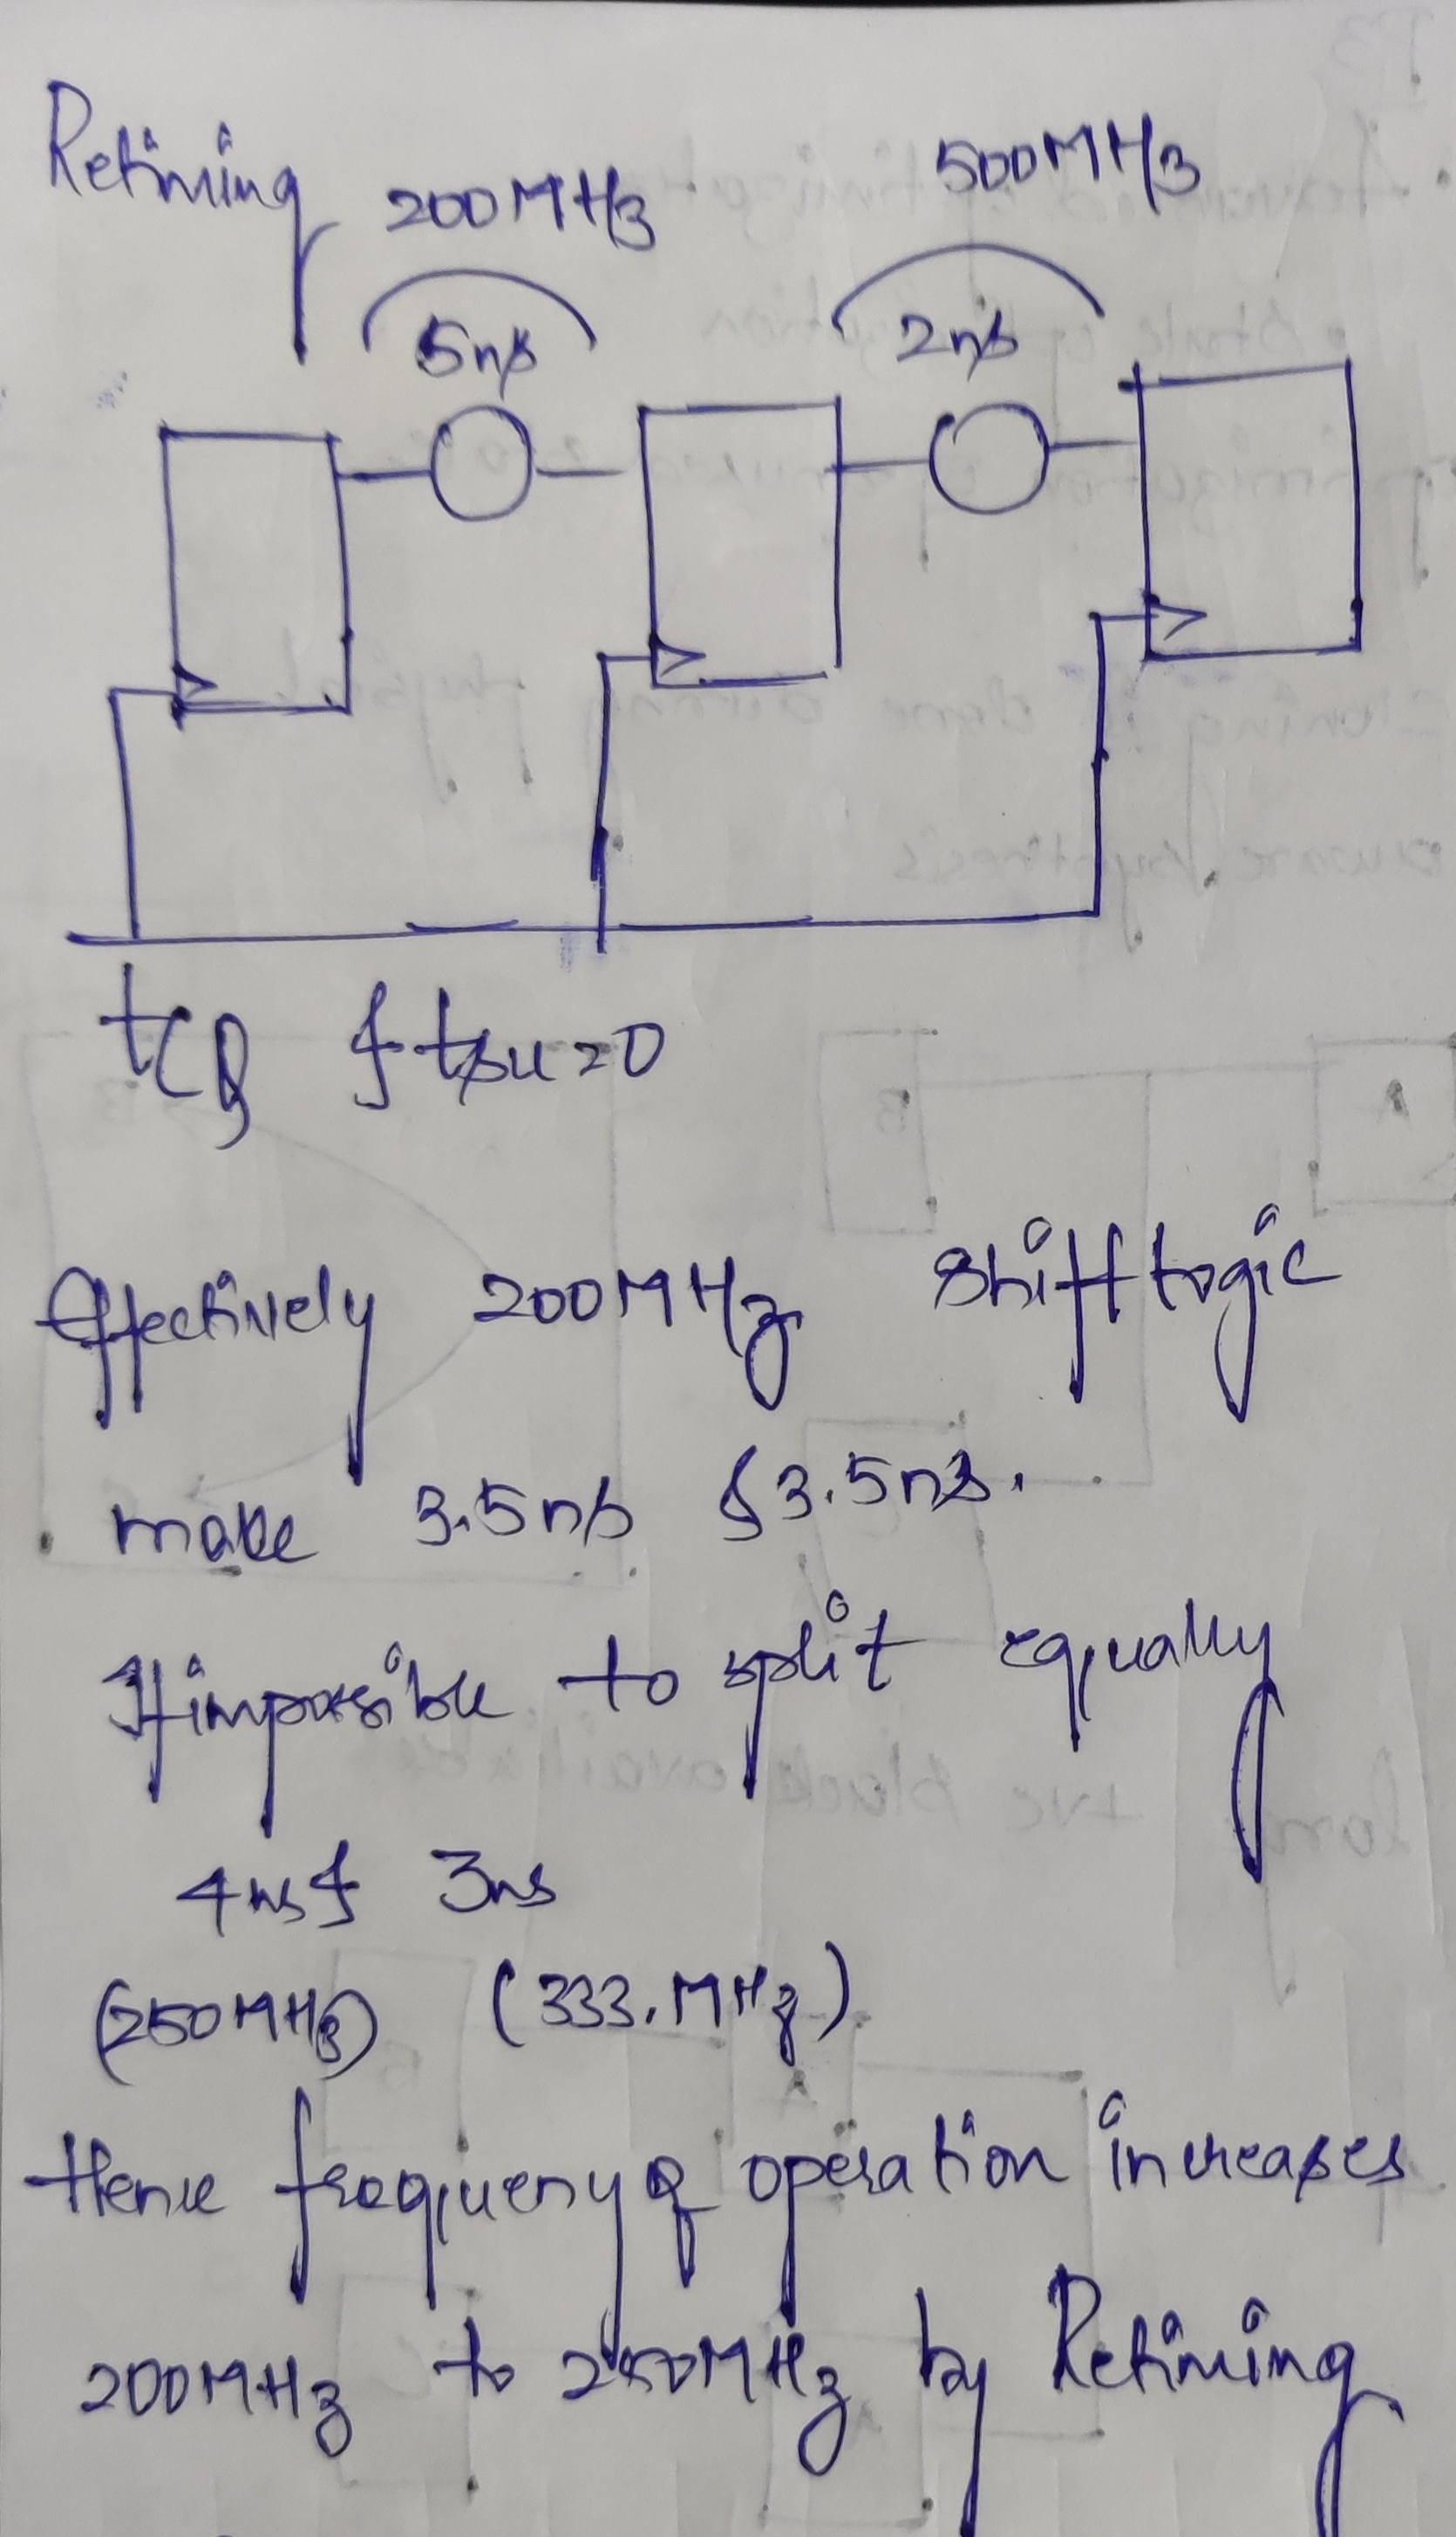 Retiming 200MHz 500MHz
5ns 2ns
tCQ & tsu=0
Effectively 200MHz shift logic
make 3.5ns & 3.5ns.
If impossible to split equally
4ns & 3ns
(250MHz) (333.MHz)
Hence frequency of operation increases
200MHz to 250MHz by Retiming